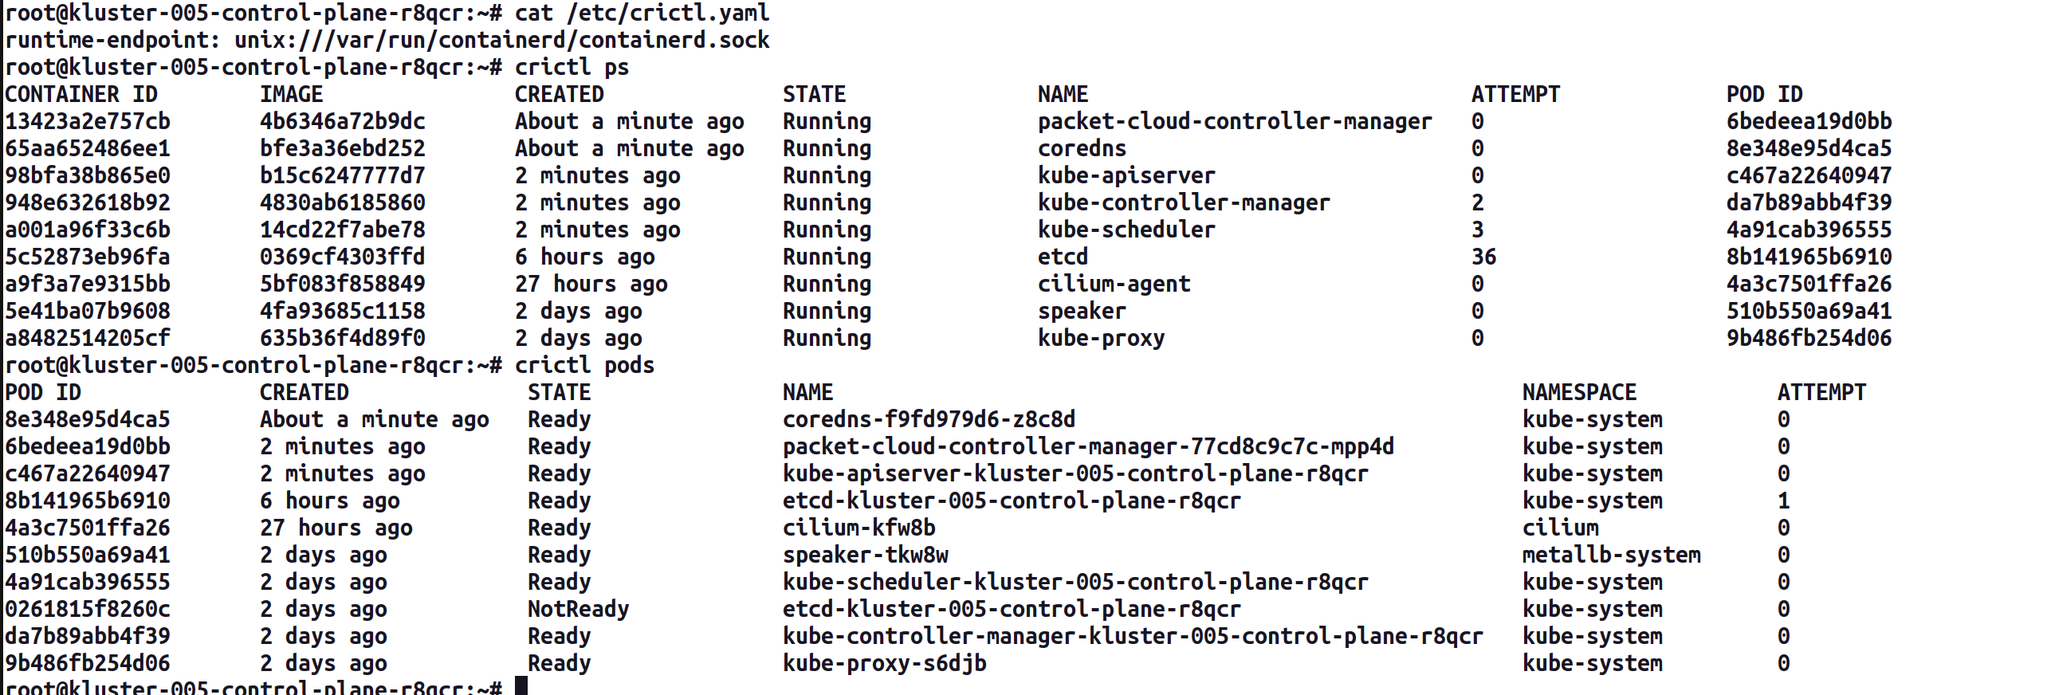 root@kluster-005-control-plane-r8qcr:~# cat /etc/crictl.yaml
runtime-endpoint: unix:///var/run/containerd/containerd.sock
root@kluster-005-control-plane-r8qcr:~# crictl ps
CONTAINER ID IMAGE CREATED STATE NAME ATTEMPT POD ID
13423a2e757cb 4b6346a72b9dc About a minute ago Running packet-cloud-controller-manager 0 6bedeea19d0bb
65aa652486ee1 bfe3a36ebd252 About a minute ago Running coredns 0 8e348e95d4ca5
98bfa38b865e0 b15c6247777d7 2 minutes ago Running kube-apiserver 0 c467a22640947
948e632618b92 4830ab6185860 2 minutes ago Running kube-controller-manager 2 da7b89abb4f39
a001a96f33c6b 14cd22f7abe78 2 minutes ago Running kube-scheduler 3 4a91cab396555
5c52873eb96fa 0369cf4303ffd 6 hours ago Running etcd 36 8b141965b6910
a9f3a7e9315bb 5bf083f858849 27 hours ago Running cilium-agent 0 4a3c7501ffa26
5e41ba07b9608 4fa93685c1158 2 days ago Running speaker 0 510b550a69a41
a8482514205cf 635b36f4d89f0 2 days ago Running kube-proxy 0 9b486fb254d06
root@kluster-005-control-plane-r8qcr:~# crictl pods
POD ID CREATED STATE NAME NAMESPACE ATTEMPT
8e348e95d4ca5 About a minute ago Ready coredns-f9fd979d6-z8c8d kube-system 0
6bedeea19d0bb 2 minutes ago Ready packet-cloud-controller-manager-77cd8c9c7c-mpp4d kube-system 0
c467a22640947 2 minutes ago Ready kube-apiserver-kluster-005-control-plane-r8qcr kube-system 0
8b141965b6910 6 hours ago Ready etcd-kluster-005-control-plane-r8qcr kube-system 1
4a3c7501ffa26 27 hours ago Ready cilium-kfw8b cilium 0
510b550a69a41 2 days ago Ready speaker-tkw8w metallb-system 0
4a91cab396555 2 days ago Ready kube-scheduler-kluster-005-control-plane-r8qcr kube-system 0
0261815f8260c 2 days ago NotReady etcd-kluster-005-control-plane-r8qcr kube-system 0
da7b89abb4f39 2 days ago Ready kube-controller-manager-kluster-005-control-plane-r8qcr kube-system 0
9b486fb254d06 2 days ago Ready kube-proxy-s6djb kube-system 0
root@kluster-005-control-plane-r8qcr:~#